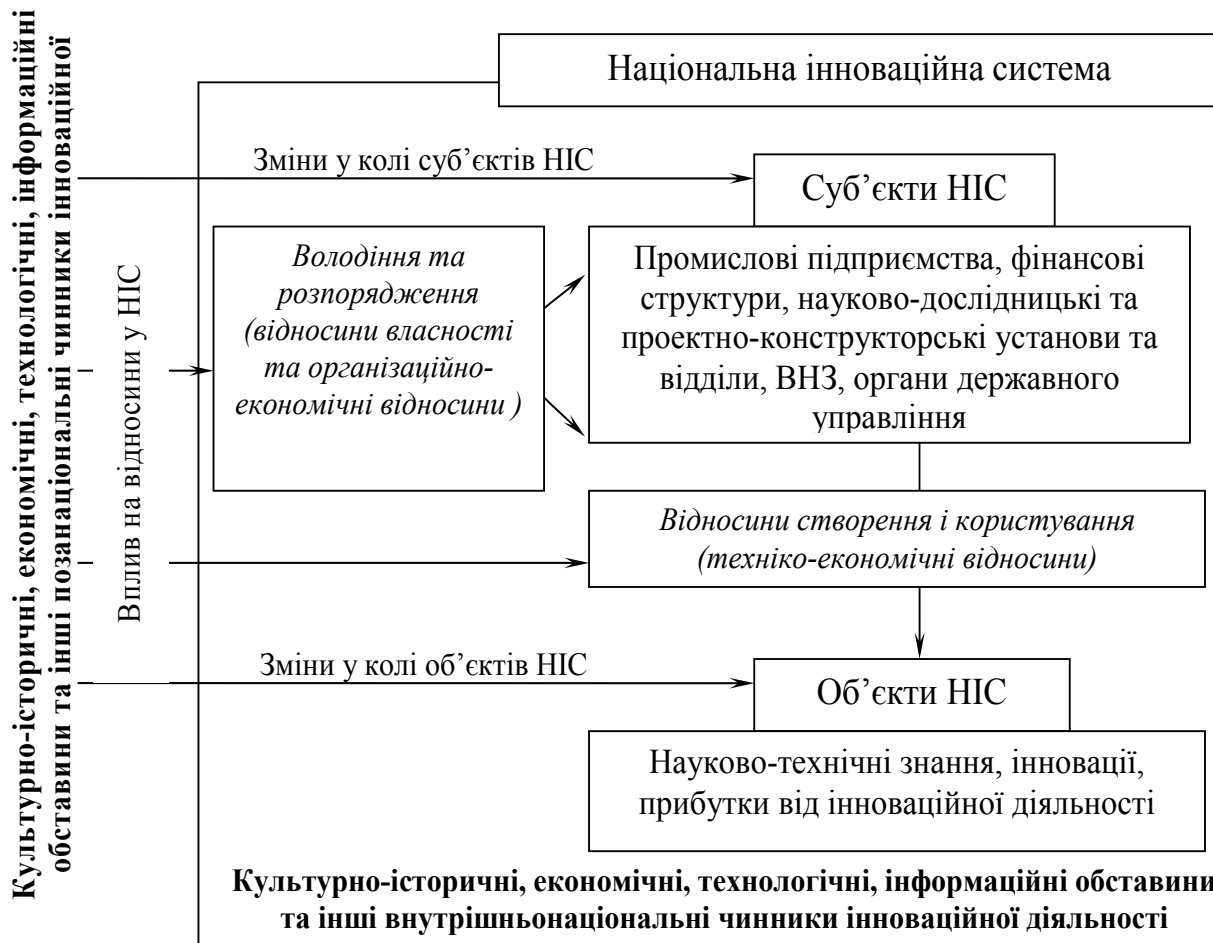 Культурно-історичні, економічні, технологічні, інформаційні
обставини та інші позанаціональні чинники інноваційної
Вплив на відносини у НІС
Національна інноваційна система
Зміни у колі суб’єктів НІС
Суб’єкти НІС
Володіння та
розпорядження
(відносини власності
та організаційно-
економічні відносини )
Промислові підприємства, фінансові
структури, науково-дослідницькі та
проектно-конструкторські установи та
відділи, ВНЗ, органи державного
управління
Відносини створення і користування
(техніко-економічні відносини)
Зміни у колі об’єктів НІС
Об’єкти НІС
Науково-технічні знання, інновації,
прибутки від інноваційної діяльності
Культурно-історичні, економічні, технологічні, інформаційні обставини
та інші внутрішньонаціональні чинники інноваційної діяльності